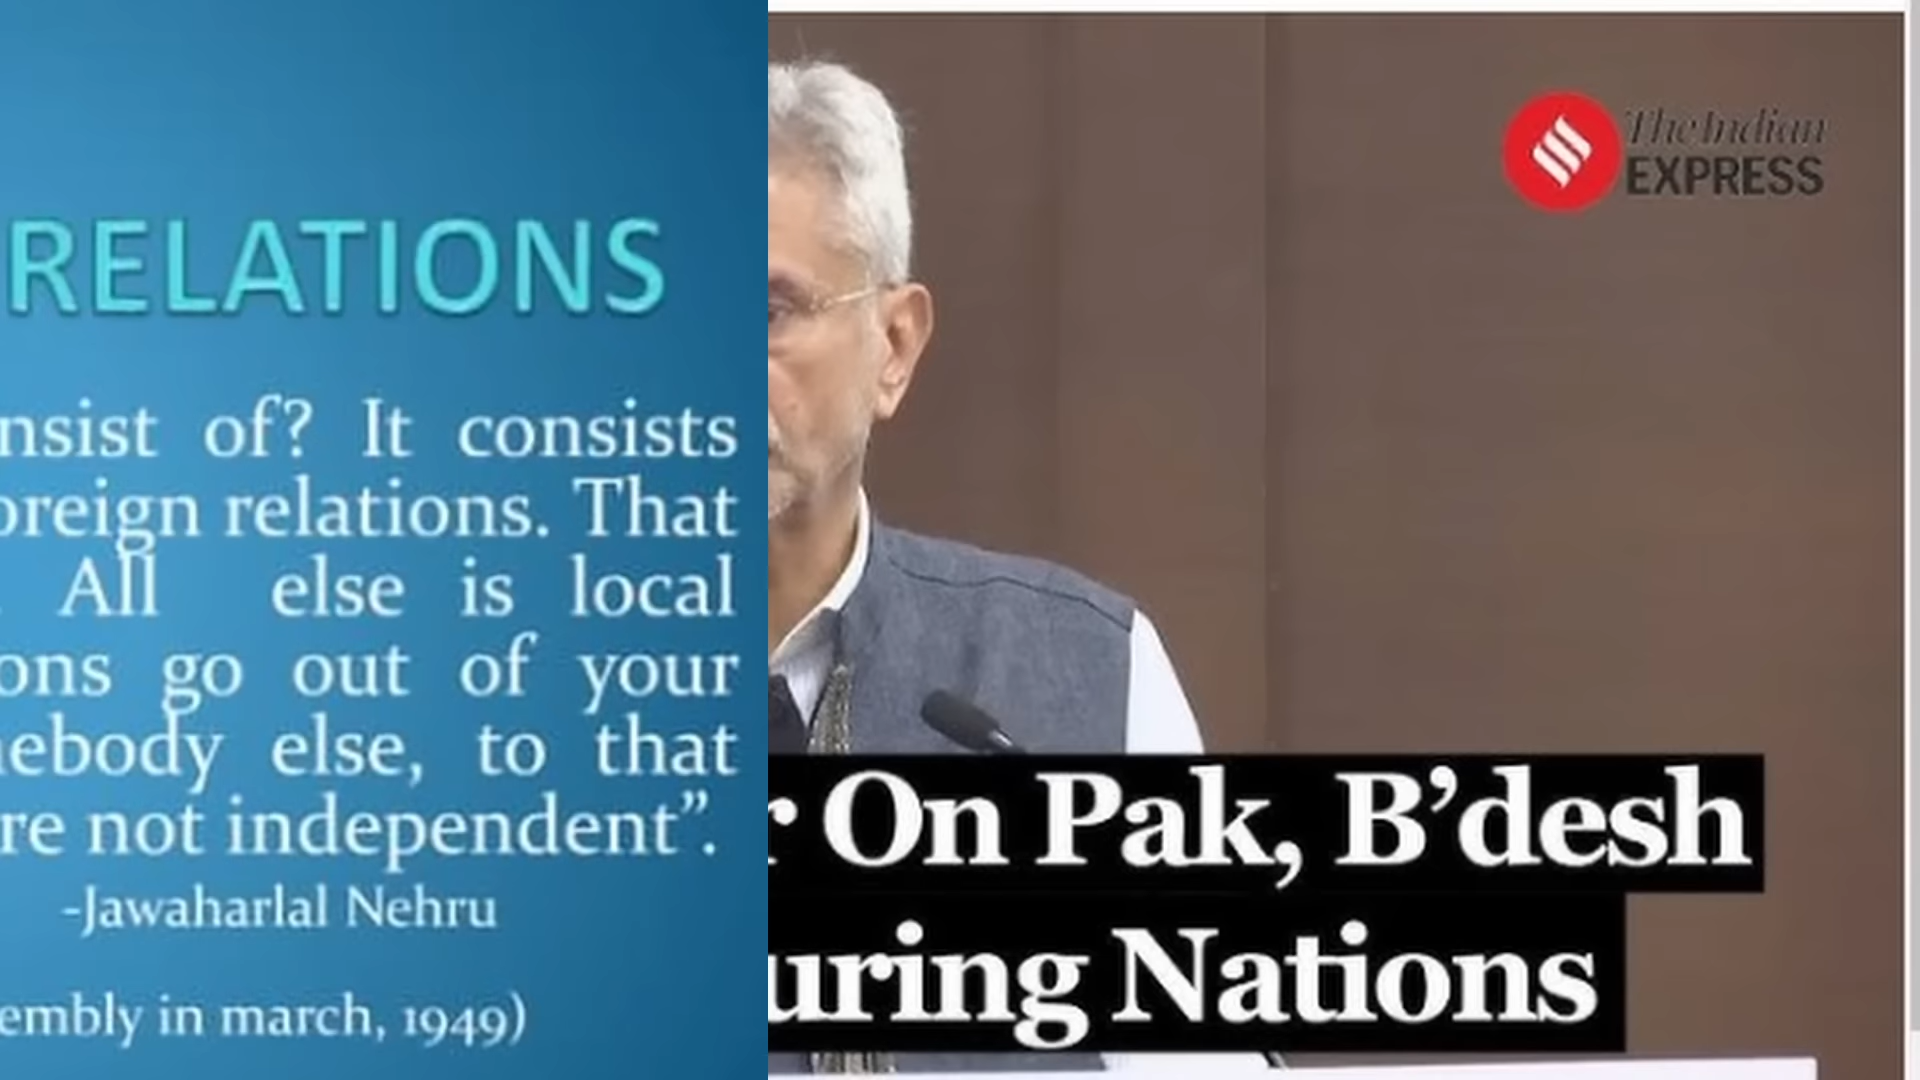 RELATIONS
nsist of? It consists
oreign relations. That
. All else is local
ons go out of your
ebody else, to that
re not independent”.
-Jawaharlal Nehru
embly in march, 1949)
The Indian
EXPRESS
r On Pak, B’desh
uring Nations